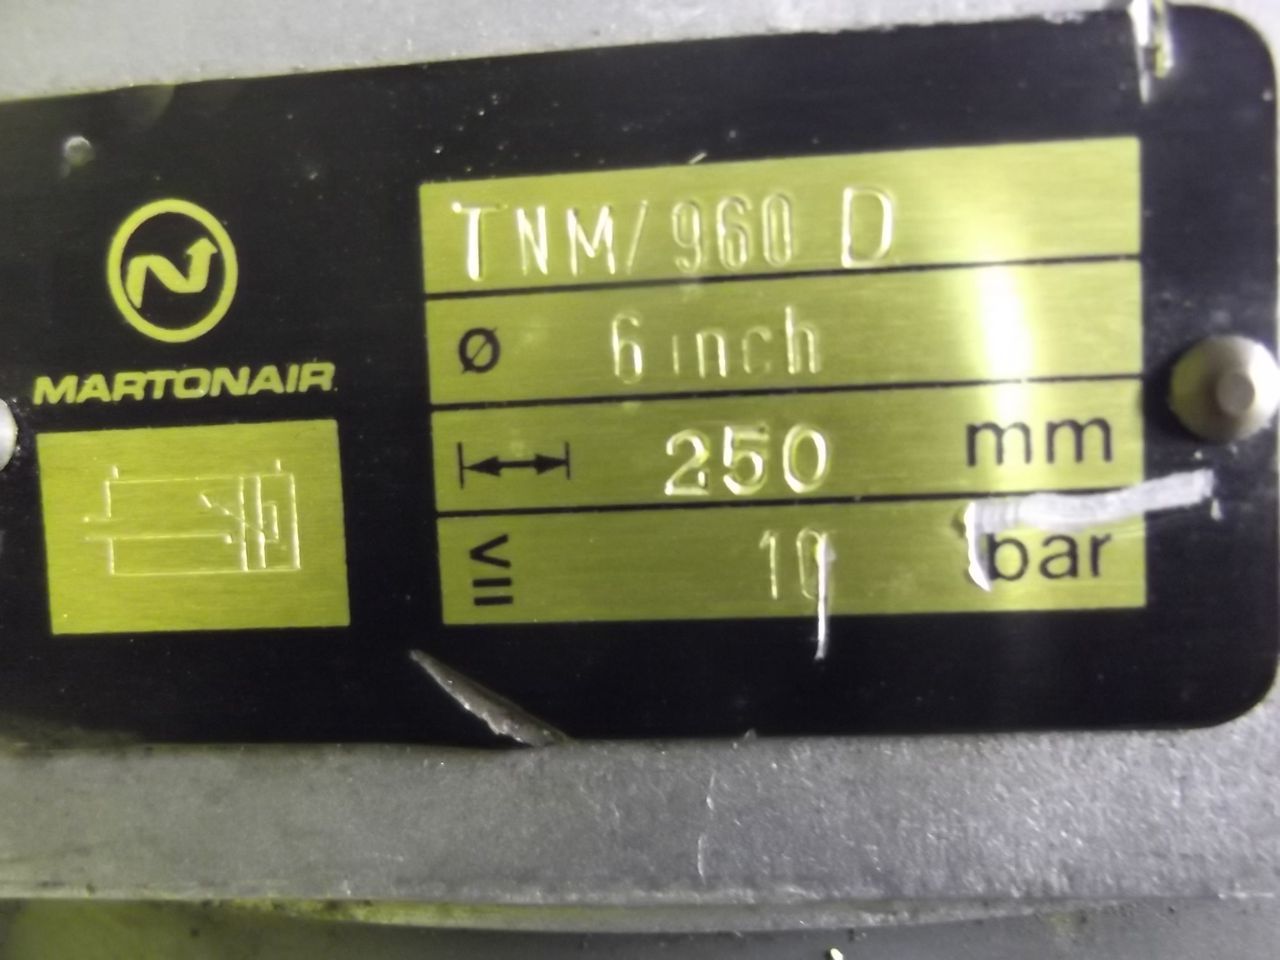 MARTONAIR
TNM/960 D
Ø 6 inch
250 mm
≤ 10 bar